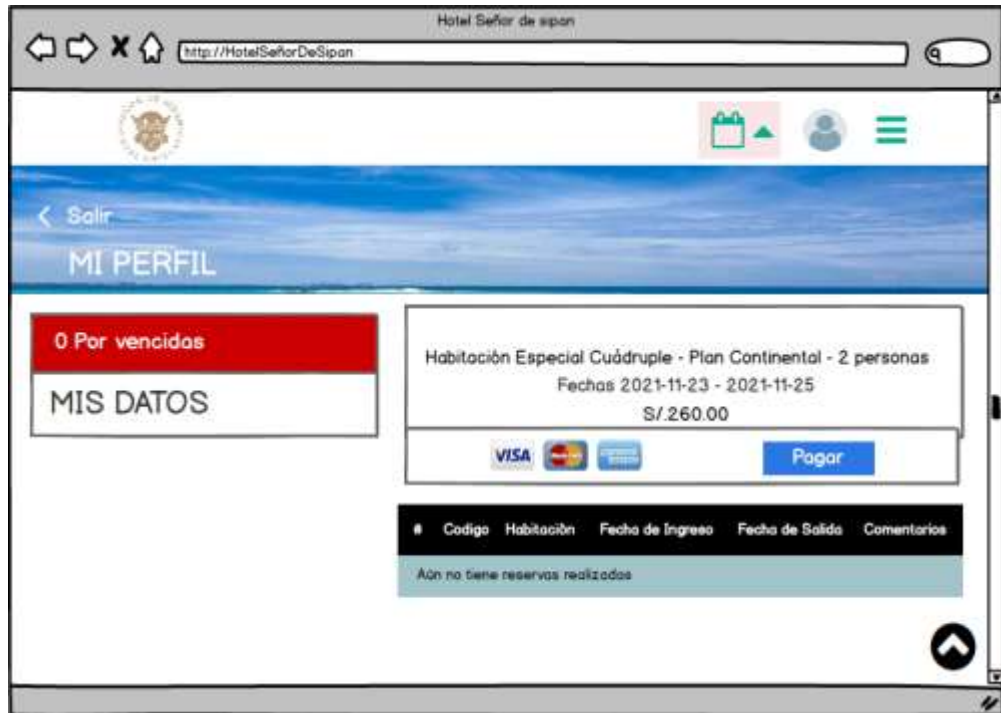 Hotel Señor de sipan
http://HotelSeñorDeSipan
Salir
MI PERFIL
0 Por vencidas
MIS DATOS
Habitación Especial Cuádruple - Plan Continental - 2 personas
Fechas 2021-11-23 - 2021-11-25
S/.260.00
VISA
Pagar
# Codigo Habitación Fecha de Ingreso Fecha de Salida Comentarios
Aún no tiene reservas realizadas